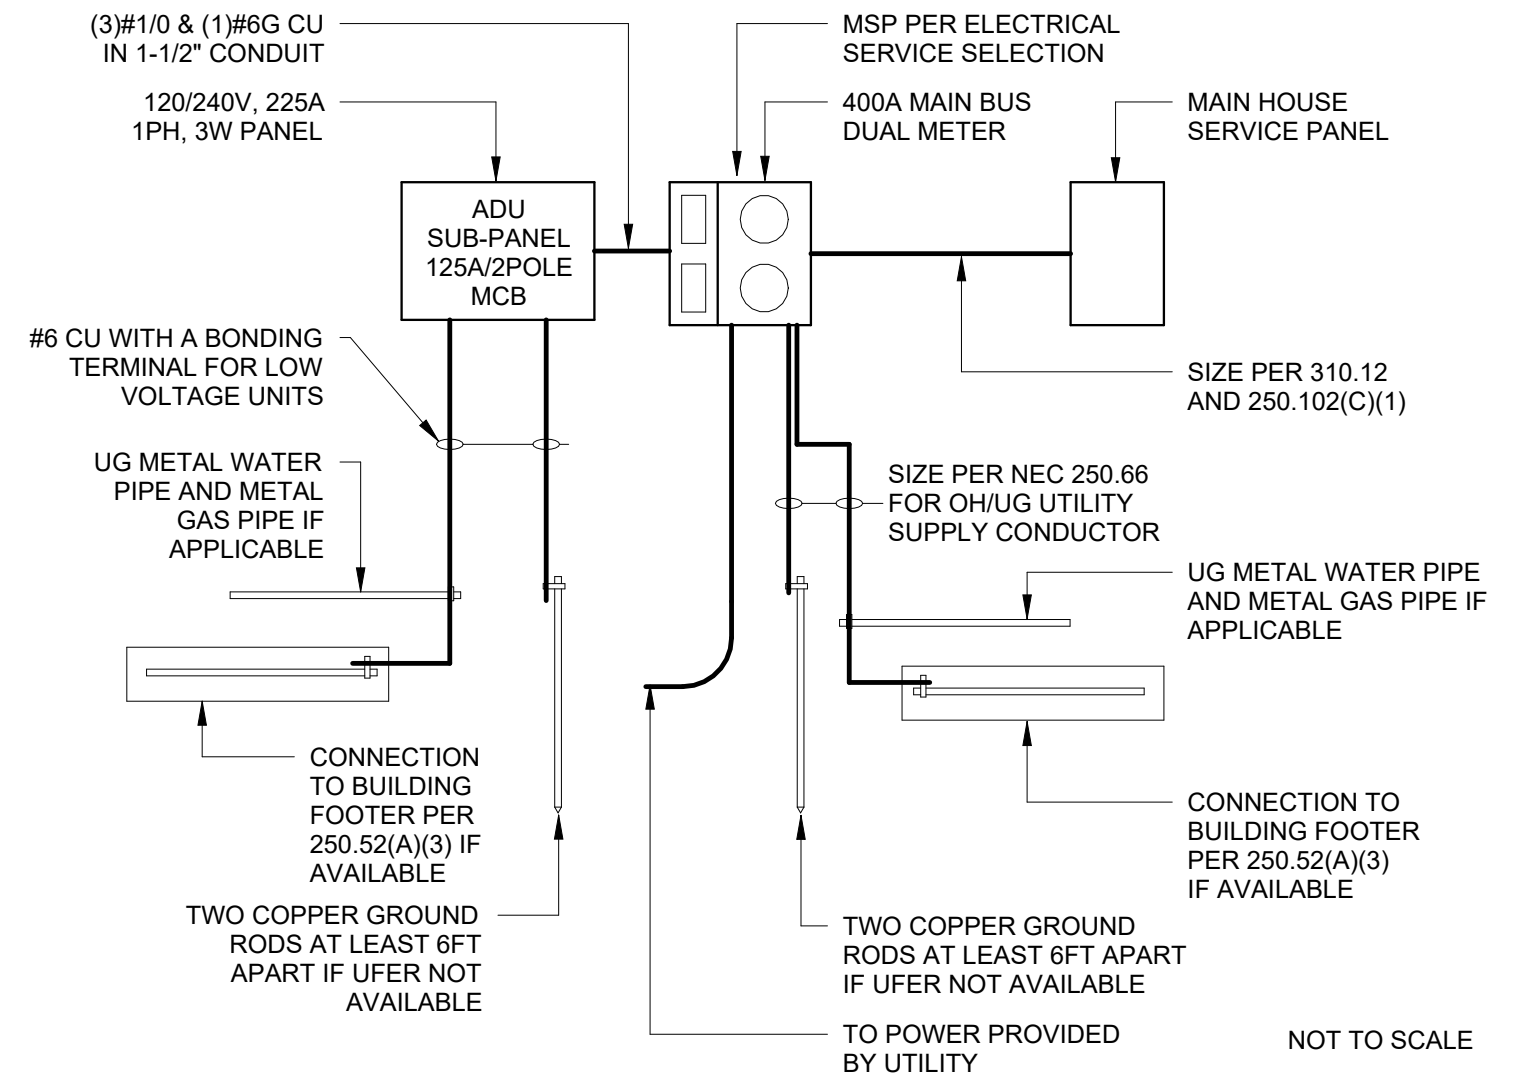 (3)#1/0 & (1)#6G CU
IN 1-1/2" CONDUIT
120/240V, 225A
1PH, 3W PANEL
MSP PER ELECTRICAL
SERVICE SELECTION
400A MAIN BUS
DUAL METER
MAIN HOUSE
SERVICE PANEL
ADU
SUB-PANEL
125A/2POLE
MCB
#6 CU WITH A BONDING
TERMINAL FOR LOW
VOLTAGE UNITS
SIZE PER 310.12
AND 250.102(C)(1)
UG METAL WATER
PIPE AND METAL
GAS PIPE IF
APPLICABLE
SIZE PER NEC 250.66
FOR OH/UG UTILITY
SUPPLY CONDUCTOR
UG METAL WATER PIPE
AND METAL GAS PIPE IF
APPLICABLE
CONNECTION
TO BUILDING
FOOTER PER
250.52(A)(3) IF
AVAILABLE
CONNECTION TO
BUILDING FOOTER
PER 250.52(A)(3)
IF AVAILABLE
TWO COPPER GROUND
RODS AT LEAST 6FT
APART IF UFER NOT
AVAILABLE
TWO COPPER GROUND
RODS AT LEAST 6FT APART
IF UFER NOT AVAILABLE
TO POWER PROVIDED
BY UTILITY
NOT TO SCALE